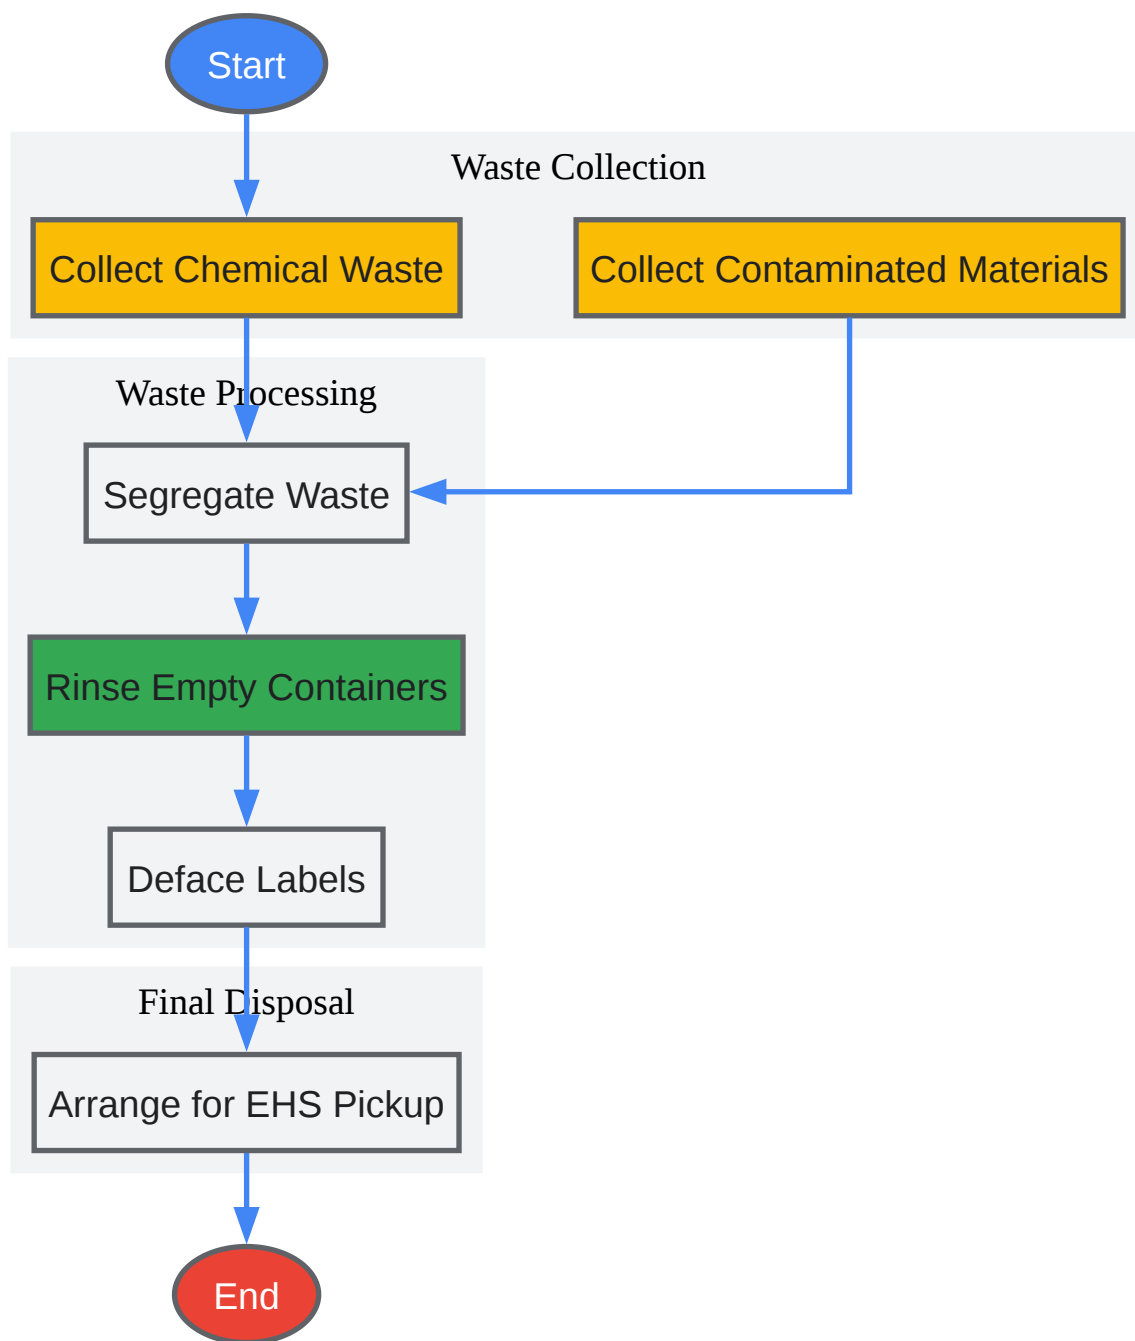 Start
Waste Collection
Collect Chemical Waste
Collect Contaminated Materials
Waste Processing
Segregate Waste
Rinse Empty Containers
Deface Labels
Final Disposal
Arrange for EHS Pickup
End